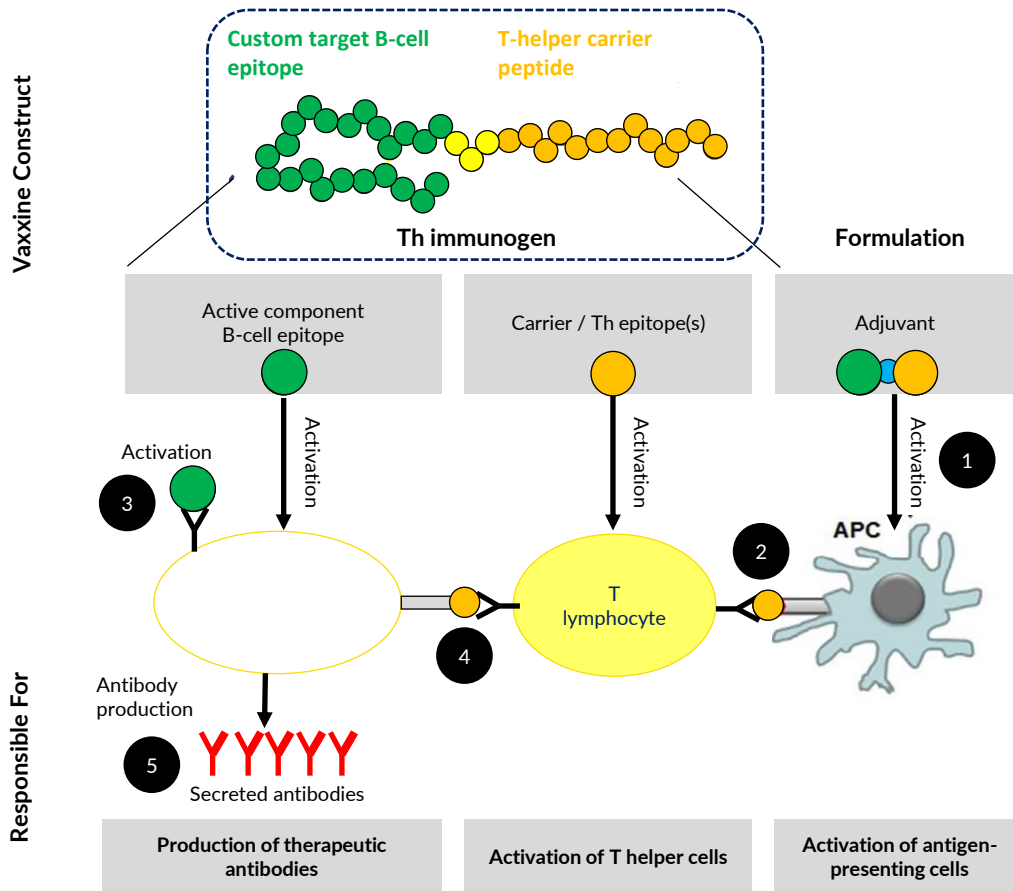 Vaxxine Construct
Custom target B-cell
epitope
T-helper carrier
peptide
Th immunogen
Formulation
Active component
B-cell epitope
Carrier / Th epitope(s)
Adjuvant
Activation
Activation
Activation
Activation
1
2
3
4
5
APC
T
lymphocyte
Antibody
production
Secreted antibodies
Responsible For
Production of therapeutic
antibodies
Activation of T helper cells
Activation of antigen-
presenting cells